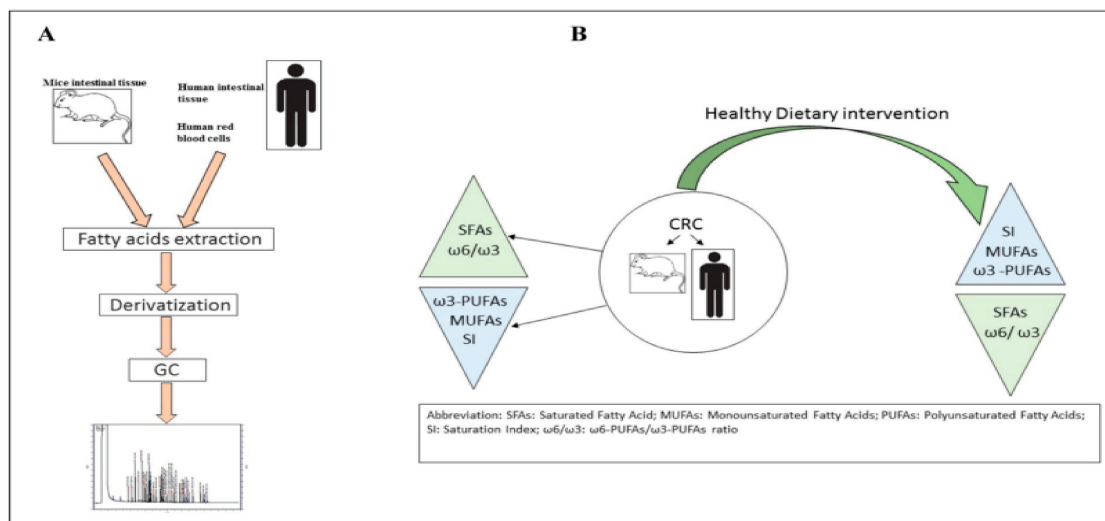 A
Mice intestinal tissue
Human intestinal
tissue
Human red
blood cells
Fatty acids extraction
Derivatization
GC
B
Healthy Dietary intervention
SFAs
ω6/ω3
ω3-PUFAs
MUFAs
SI
CRC
SI
MUFAs
ω3 -PUFAs
SFAs
ω6/ ω3
Abbreviation: SFAs: Saturated Fatty Acid; MUFAs: Monounsaturated Fatty Acids; PUFAs: Polyunsaturated Fatty Acids;
SI: Saturation Index; ω6/ω3: ω6-PUFAs/ω3-PUFAs ratio